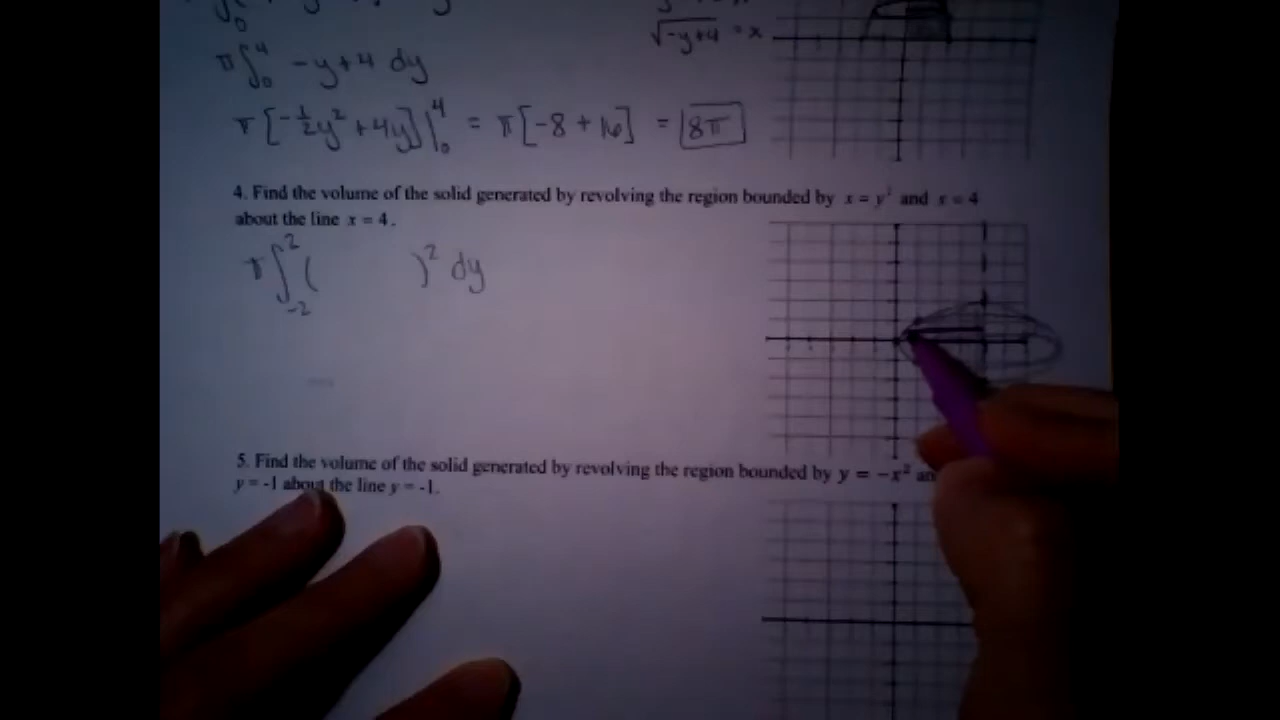 √-y+4 = x
π∫₀⁴ -y+4 dy
π[-½y²+4y]|₀⁴ = π[-8+16] = 8π
4. Find the volume of the solid generated by revolving the region bounded by x = y² and x = 4
about the line x = 4.
π∫₋₂² ( )² dy
5. Find the volume of the solid generated by revolving the region bounded by y = -x²
y = -1 about the line y = -1.